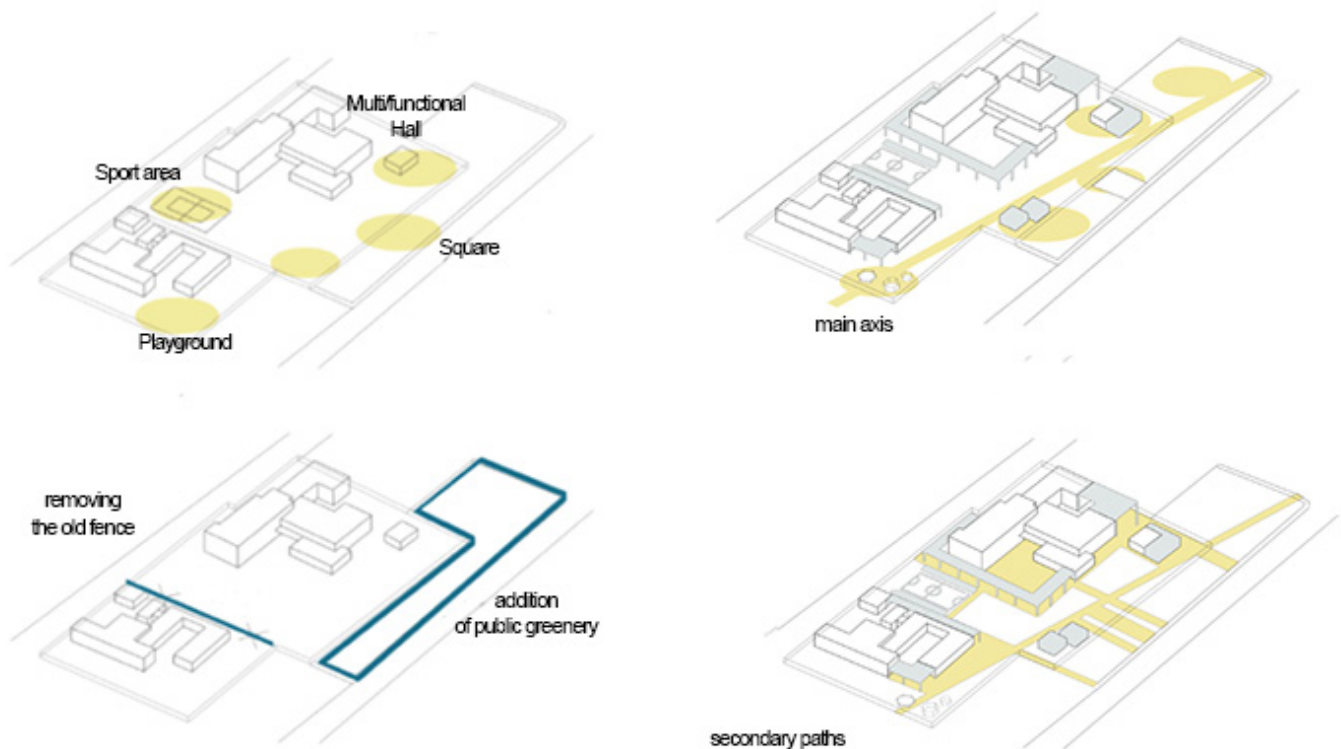 Multi/functional
Hall
Sport area
Square
Playground
main axis
removing
the old fence
addition
of public greenery
secondary paths